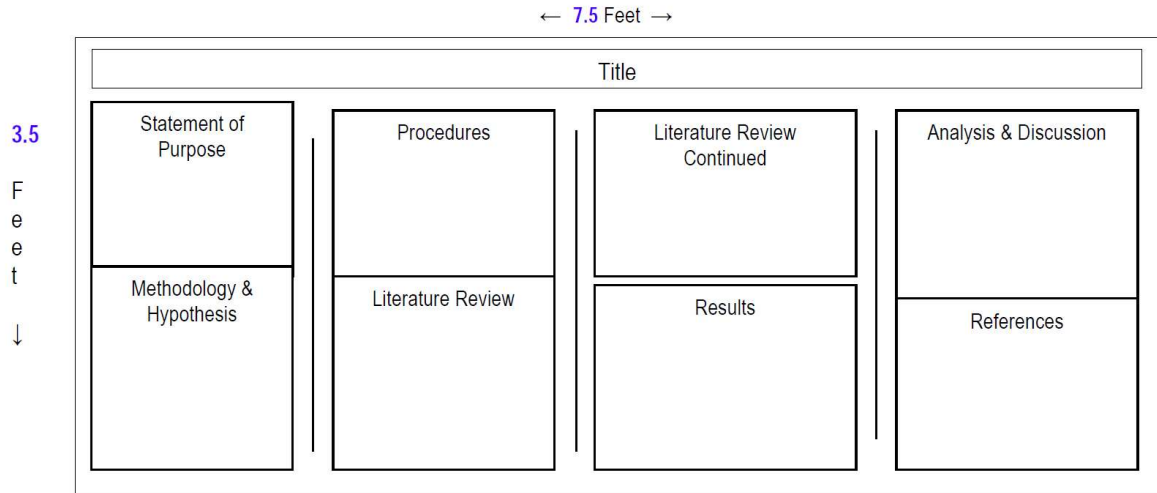 ← 7.5 Feet →
Title
3.5
F
e
e
t
↓
Statement of
Purpose
Methodology &
Hypothesis
Procedures
Literature Review
Literature Review
Continued
Results
Analysis & Discussion
References